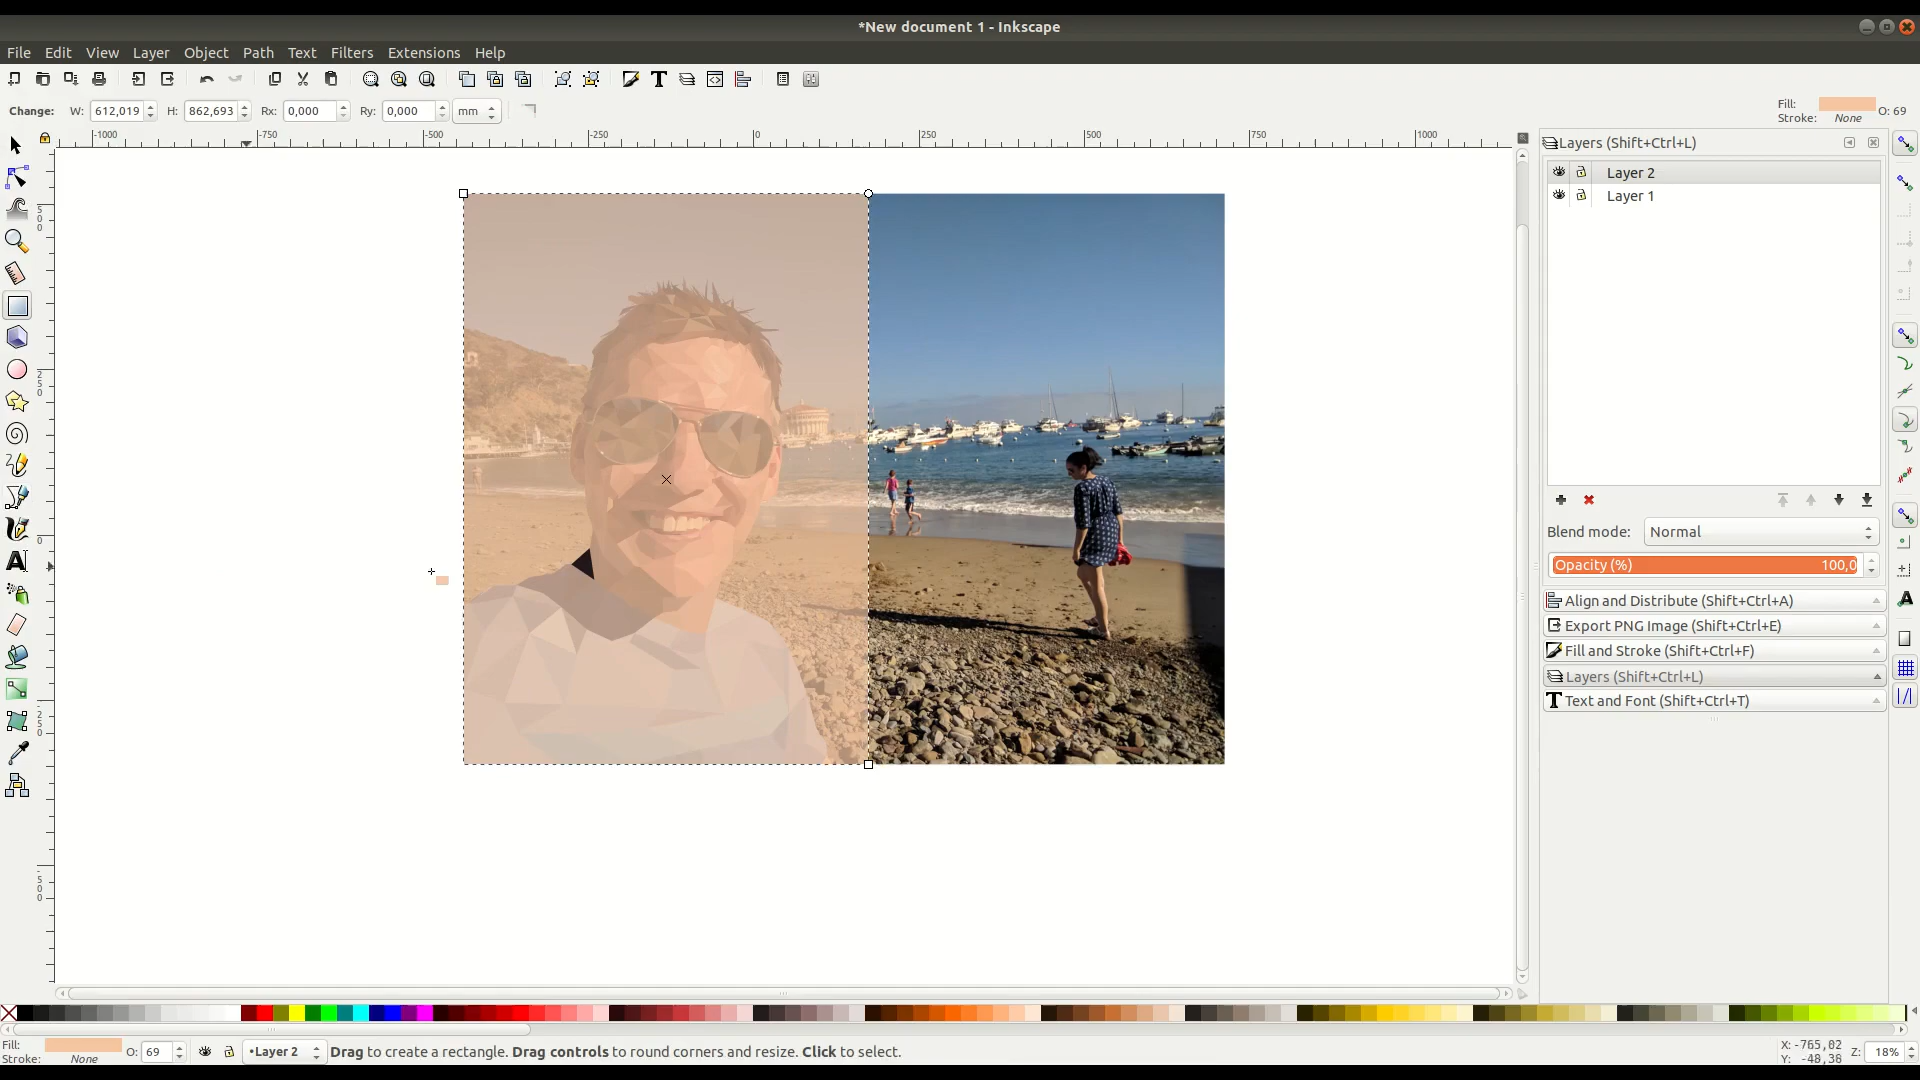 *New document 1 - Inkscape
File Edit View Layer Object Path Text Filters Extensions Help
Change: W: 612,019 H: 862,693 Rx: 0,000 Ry: 0,000 mm
Fill:
Stroke: None O: 69
-1000 -750 -500 -250 0 250 500 750 1000
Layers (Shift+Ctrl+L)
Layer 2
Layer 1
Blend mode: Normal
Opacity (%) 100,0
Align and Distribute (Shift+Ctrl+A)
Export PNG Image (Shift+Ctrl+E)
Fill and Stroke (Shift+Ctrl+F)
Layers (Shift+Ctrl+L)
Text and Font (Shift+Ctrl+T)
500
250
0
-250
-500
Fill:
Stroke: None O: 69 •Layer 2 Drag to create a rectangle. Drag controls to round corners and resize. Click to select.
X:-765,02
Y: -48,38
Z: 18%